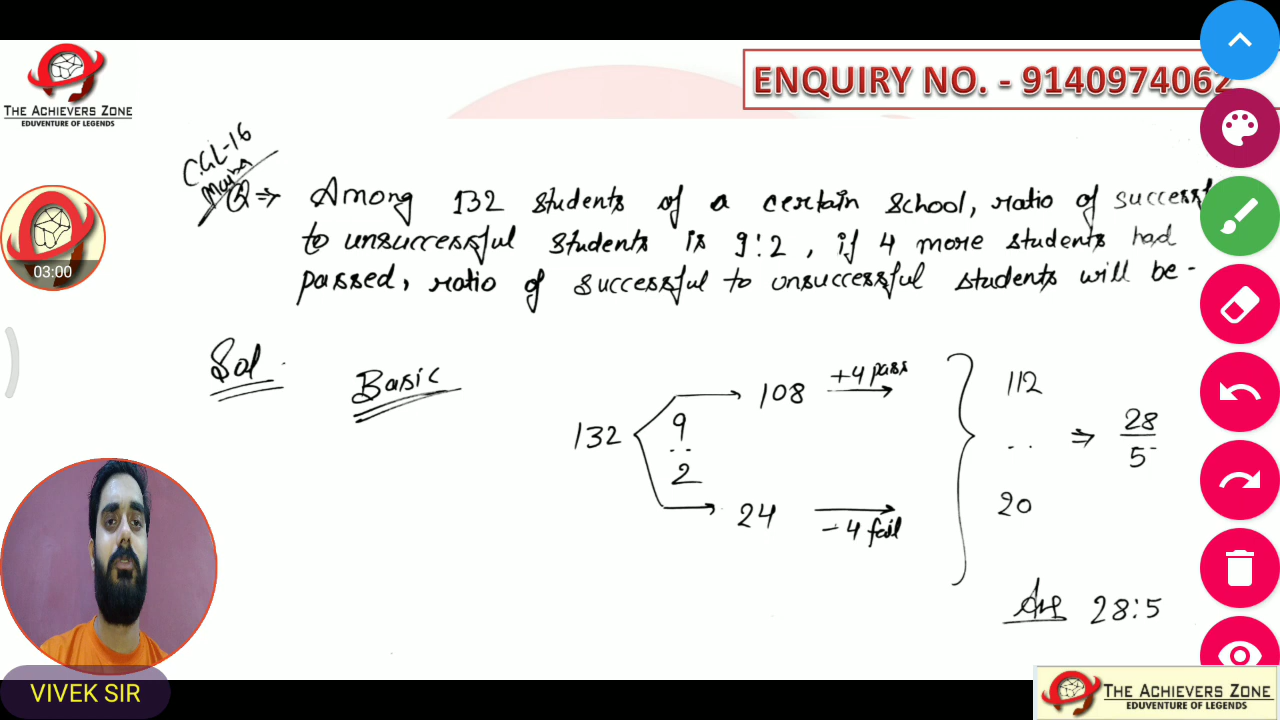 THE ACHIEVERS ZONE
EDUVENTURE OF LEGENDS
ENQUIRY NO. - 9140974062
CGL-16
Mains
Q ⇒ Among 132 students of a certain School, ratio of successf
to unsuccessful students is 9:2, if 4 more students had
passed, ratio of successful to unsuccessful students will be -
03:00
Sol
Basic
132
9
..
2
108
+4 pass
24
-4 fail
112
..
20
⇒ 28/5
Ans 28:5
VIVEK SIR
THE ACHIEVERS ZONE
EDUVENTURE OF LEGENDS